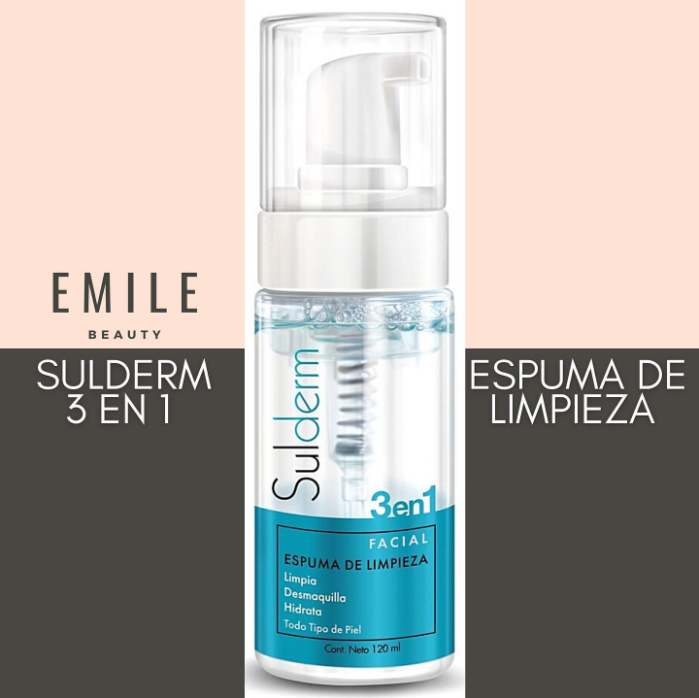 EMILE
BEAUTY
SULDERM
3 EN 1
ESPUMA DE
LIMPIEZA
Sulderm
3en1
FACIAL
ESPUMA DE LIMPIEZA
Limpia
Desmaquilla
Hidrata
Todo Tipo de Piel
Cont. Neto 120 ml